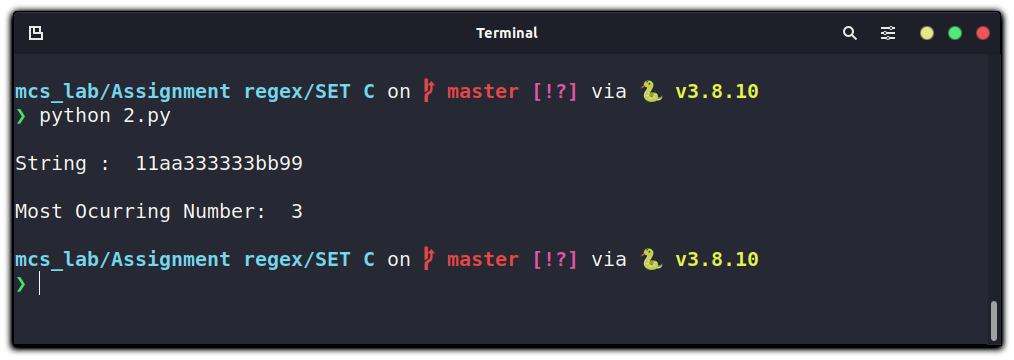 Terminal
mcs_lab/Assignment regex/SET C on master [!?] via 🐍 v3.8.10
❯ python 2.py
String :  11aa333333bb99
Most Ocurring Number:  3
mcs_lab/Assignment regex/SET C on master [!?] via 🐍 v3.8.10
❯